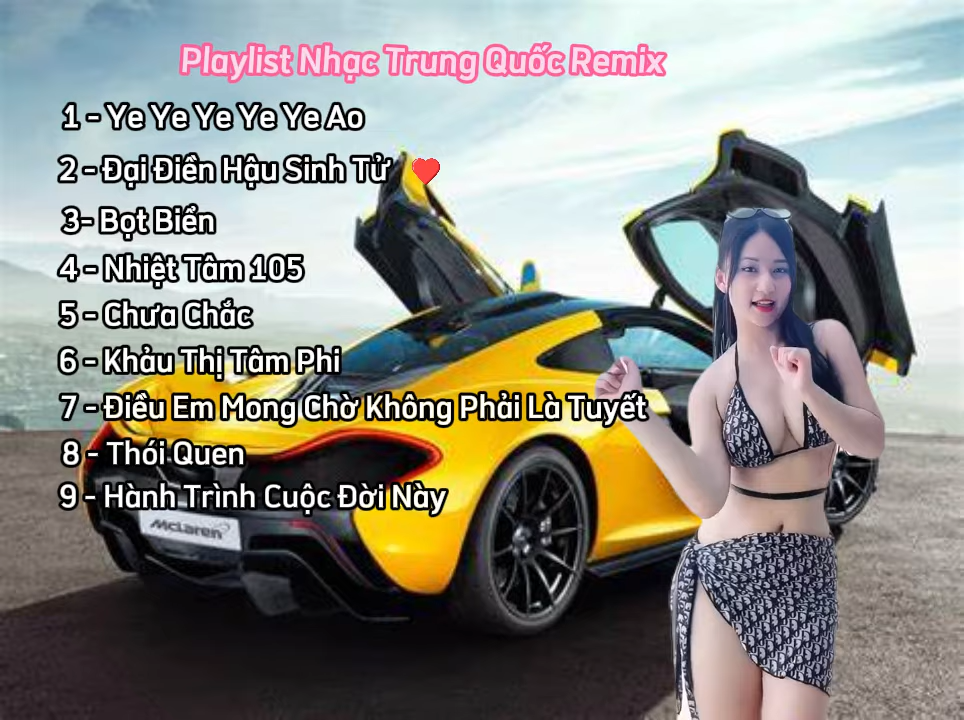 Playlist Nhạc Trung Quốc Remix
1 - Ye Ye Ye Ye Ye Ao
2 - Đại Điền Hậu Sinh Tử
3- Bọt Biển
4 - Nhiệt Tâm 105
5 - Chưa Chắc
6 - Khảu Thị Tâm Phi
7 - Điều Em Mong Chờ Không Phải Là Tuyết
8 - Thói Quen
9 - Hành Trình Cuộc Đời Này
McLaren